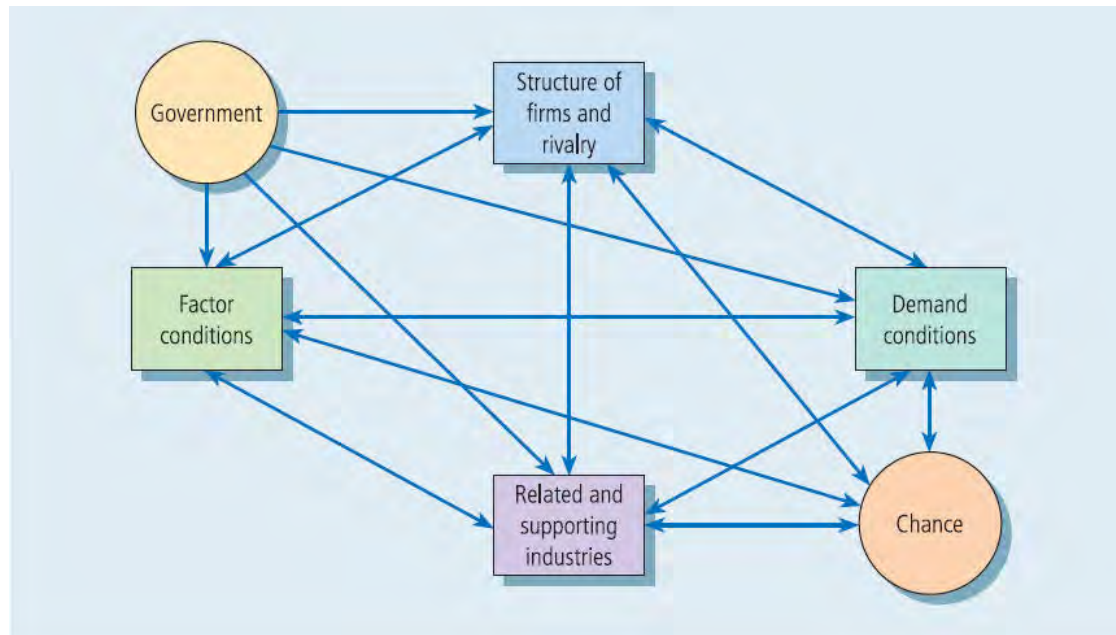 Government
Structure of
firms and
rivalry
Factor
conditions
Demand
conditions
Related and
supporting
industries
Chance